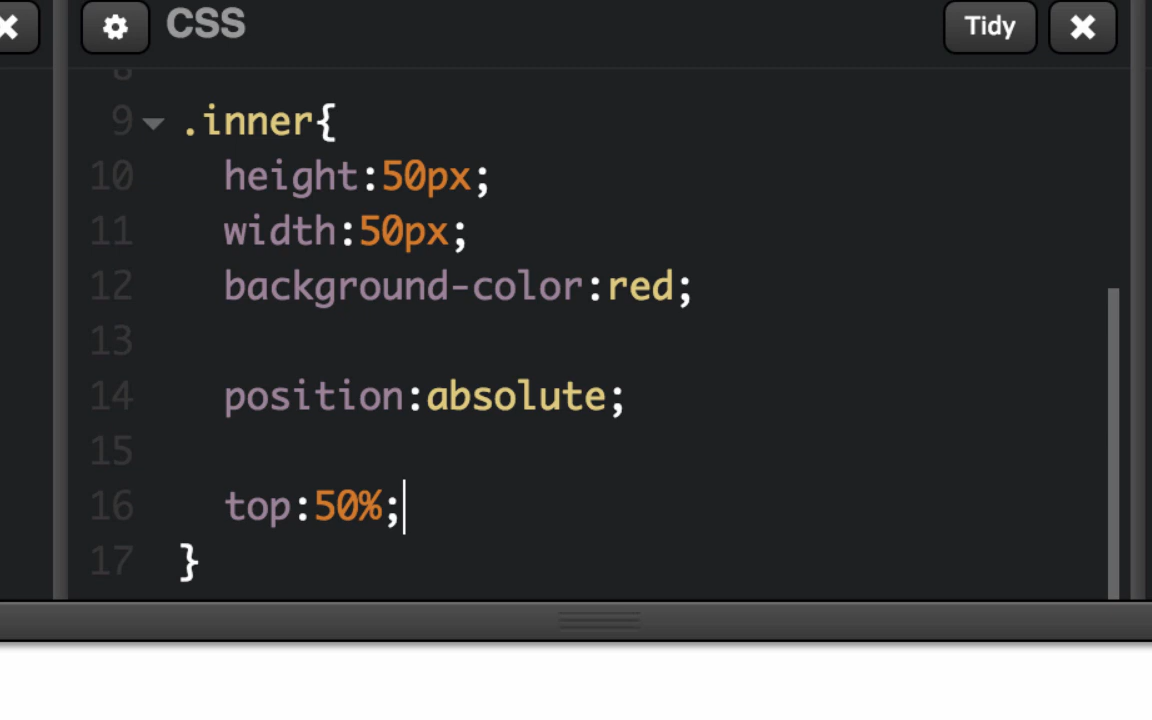 CSS
Tidy
8
9 .inner{
10 height:50px;
11 width:50px;
12 background-color:red;
13
14 position:absolute;
15
16 top:50%;
17 }